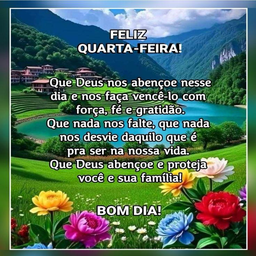 FELIZ
QUARTA-FEIRA!
Que Deus nos abençoe nesse
dia e nos faça vencê-lo com
força, fé e gratidão.
Que nada nos falte, que nada
nos desvie daquilo que é
pra ser na nossa vida.
Que Deus abençoe e proteja
você e sua família!
BOM DIA!